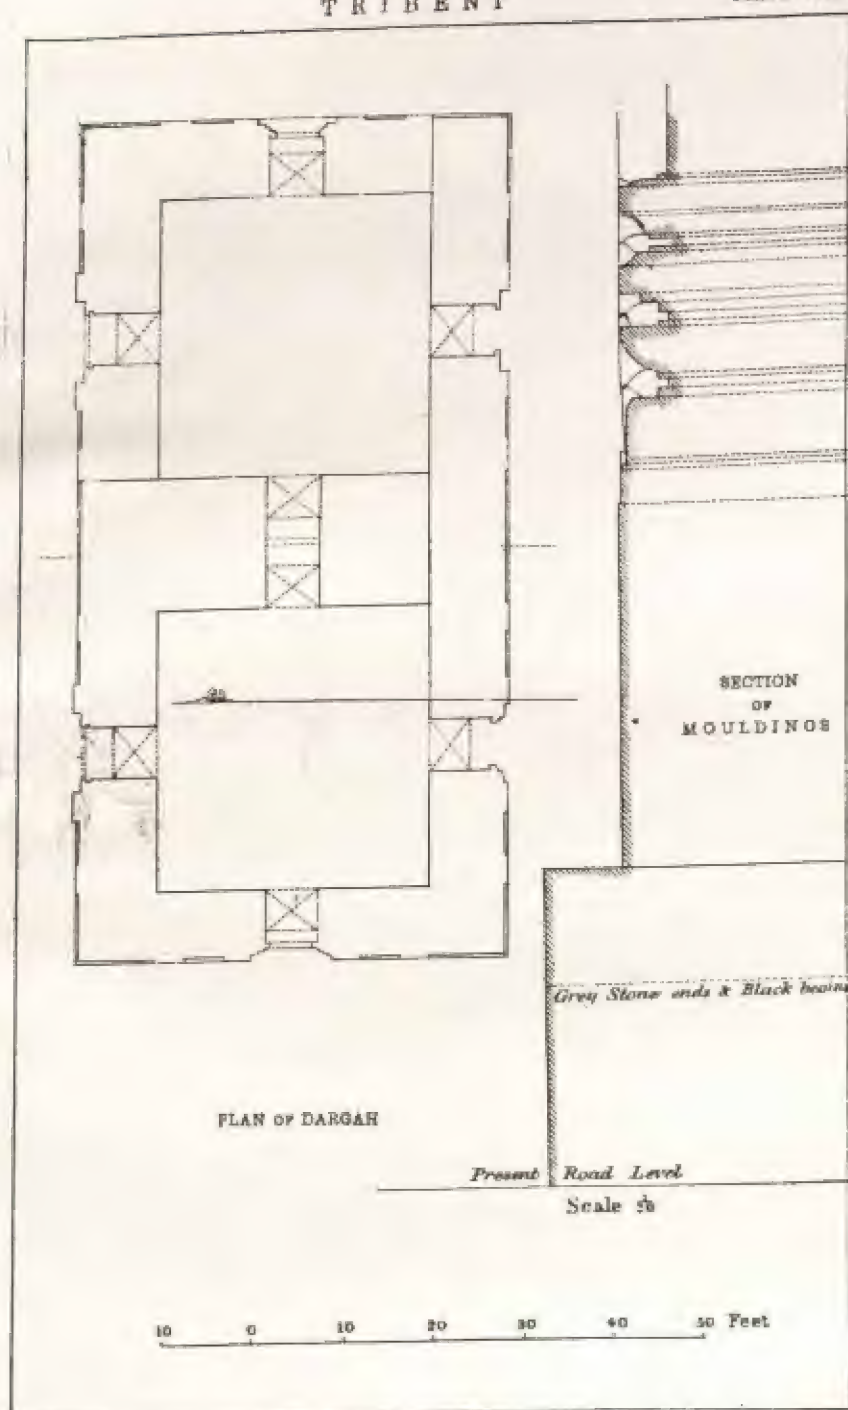 TRIBENI
SECTION
OF
MOULDINGS
Grey Stone ends & Black begins
PLAN OF DARGAH
Present Road Level
Scale
10 0 10 20 30 40 50 Feet